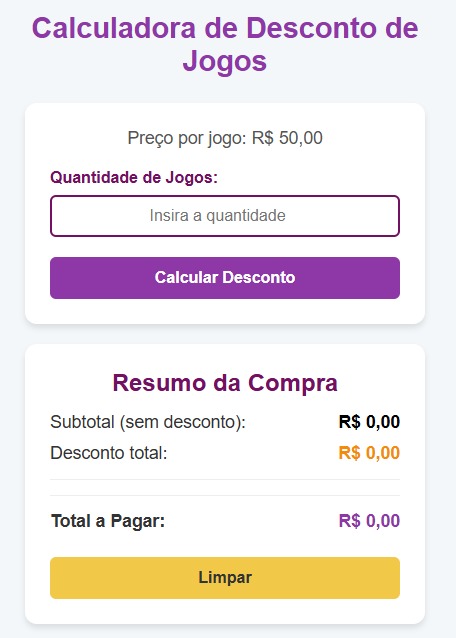 Calculadora de Desconto de
Jogos
Preço por jogo: R$ 50,00
Quantidade de Jogos:
Insira a quantidade
Calcular Desconto
Resumo da Compra
Subtotal (sem desconto): R$ 0,00
Desconto total: R$ 0,00
Total a Pagar: R$ 0,00
Limpar